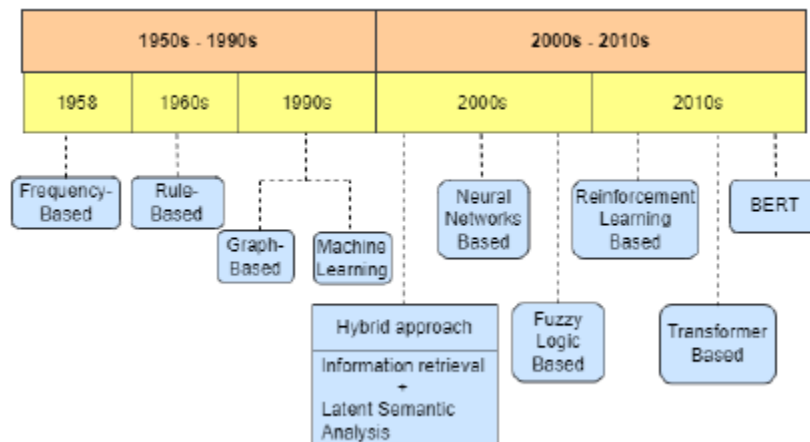 1950s - 1990s
2000s - 2010s
1958
1960s
1990s
2000s
2010s
Frequency-
Based
Rule-
Based
Graph-
Based
Machine
Learning
Neural
Networks
Based
Reinforcement
Learning
Based
BERT
Hybrid approach
Information retrieval
+
Latent Semantic
Analysis
Fuzzy
Logic
Based
Transformer
Based